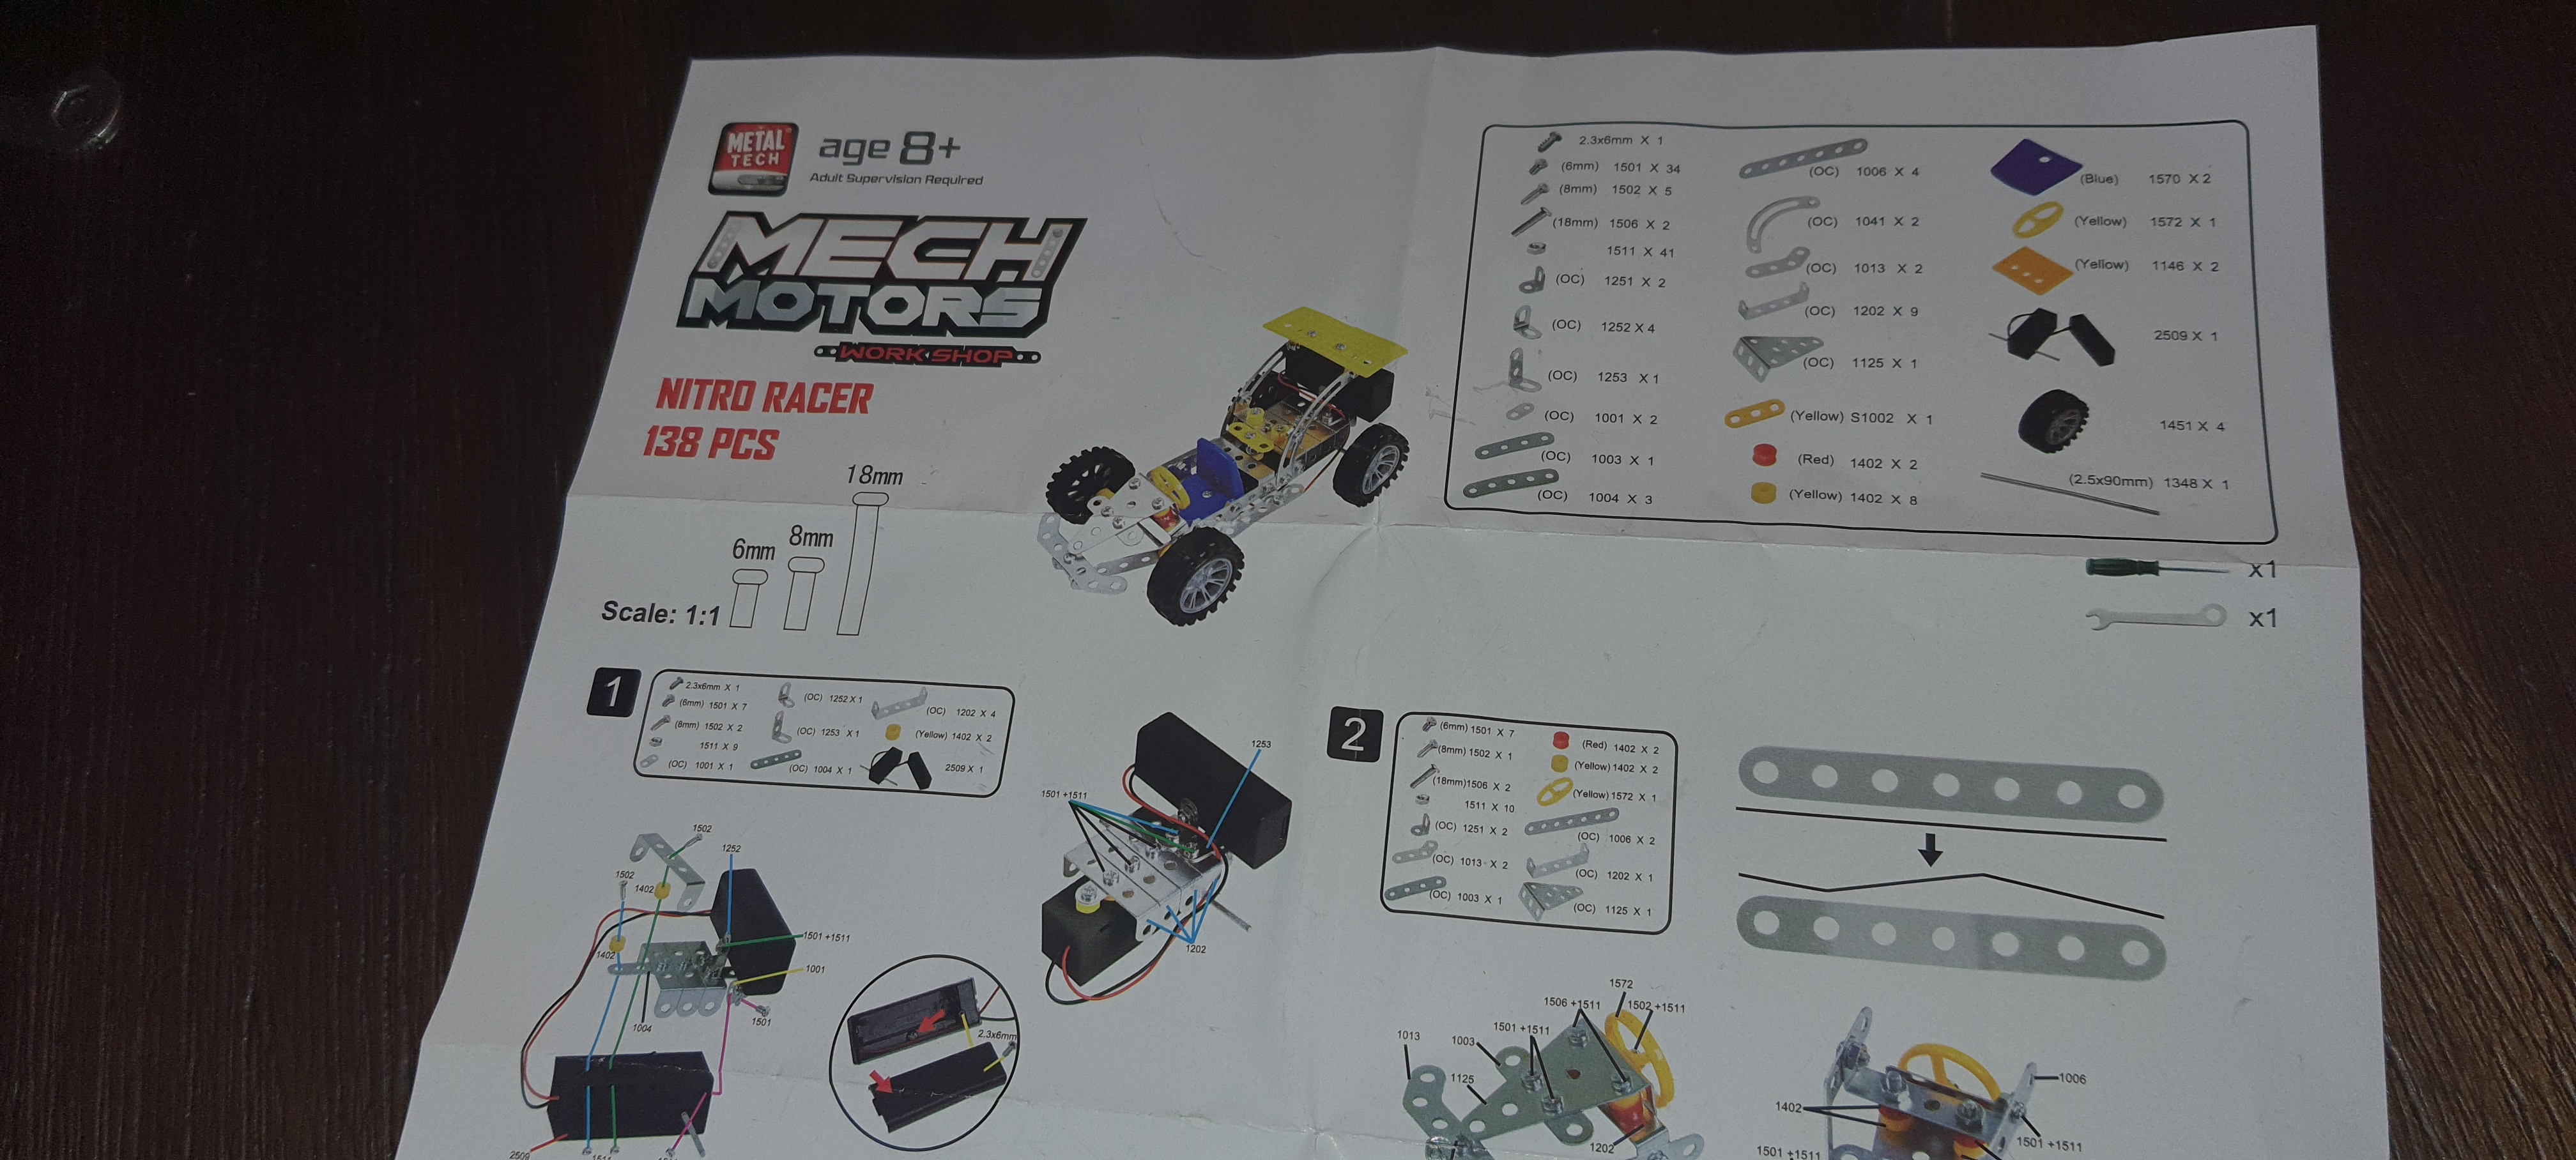 METAL
TECH
age 8+
Adult Supervision Required
MECH
MOTORS
WORK SHOP
NITRO RACER
138 PCS
18mm
8mm
6mm
Scale: 1:1
2.3x6mm X 1
(6mm) 1501 X 34
(8mm) 1502 X 5
(18mm) 1506 X 2
1511 X 41
(OC) 1251 X 2
(OC) 1252 X 4
(OC) 1253 X 1
(OC) 1001 X 2
(OC) 1003 X 1
(OC) 1004 X 3
(OC) 1006 X 4
(OC) 1041 X 2
(OC) 1013 X 2
(OC) 1202 X 9
(OC) 1125 X 1
(Yellow) S1002 X 1
(Red) 1402 X 2
(Yellow) 1402 X 8
(Blue) 1570 X 2
(Yellow) 1572 X 1
(Yellow) 1146 X 2
2509 X 1
1451 X 4
(2.5x90mm) 1348 X 1
x1
x1
1
2.3x6mm X 1
(6mm) 1501 X 7
(8mm) 1502 X 2
1511 X 9
(OC) 1001 X 1
(OC) 1252 X 1
(OC) 1253 X 1
(OC) 1004 X 1
(OC) 1202 X 4
(Yellow) 1402 X 2
2509 X 1
1502
1252
1502
1402
1402
1501 +1511
1001
1004
1501
2509
1511
1253
1501 +1511
1202
2.3x6mm
2
(6mm) 1501 X 7
(8mm) 1502 X 1
(18mm)1506 X 2
1511 X 10
(OC) 1251 X 2
(OC) 1013 X 2
(OC) 1003 X 1
(Red) 1402 X 2
(Yellow) 1402 X 2
(Yellow) 1572 X 1
(OC) 1006 X 2
(OC) 1202 X 1
(OC) 1125 X 1
1572
1506 +1511
1502 +1511
1501 +1511
1013
1003
1125
1202
1006
1402
1501 +1511
1501 +1511